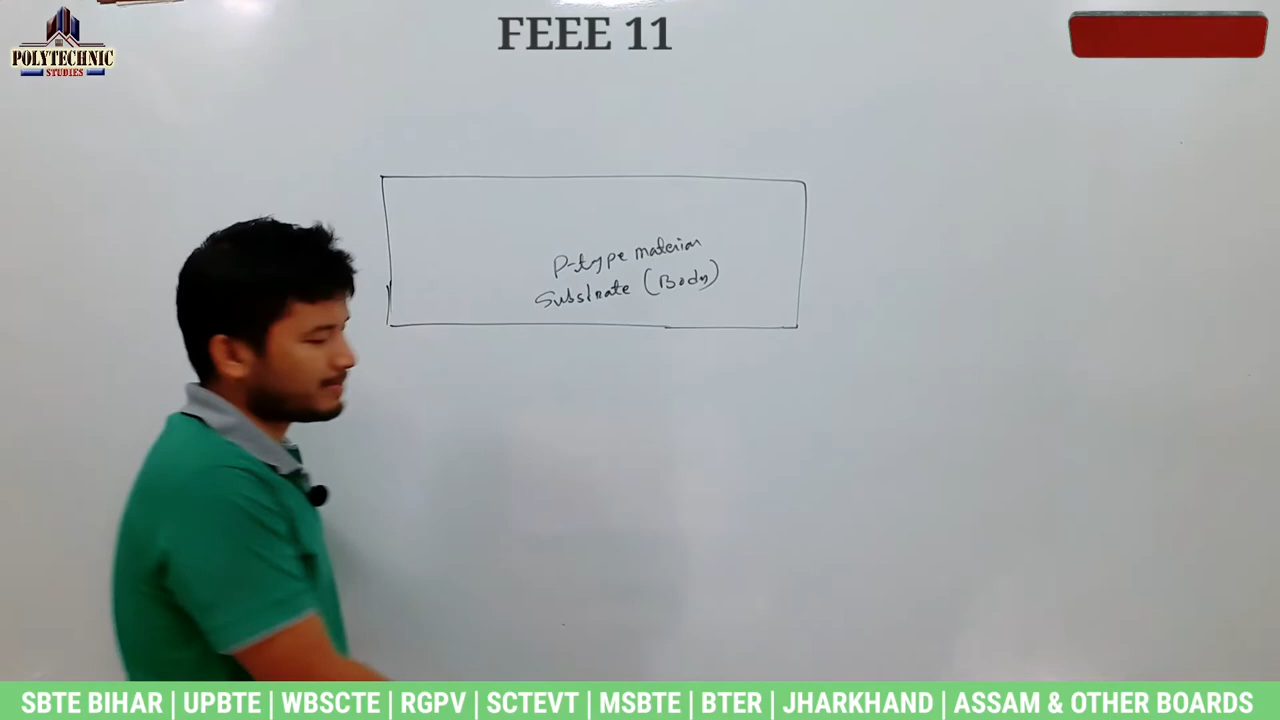 FEEE 11
POLYTECHNIC
STUDIES
P-type material
Substrate (Body)
SBTE BIHAR | UPBTE | WBSCTE | RGPV | SCTEVT | MSBTE | BTER | JHARKHAND | ASSAM & OTHER BOARDS